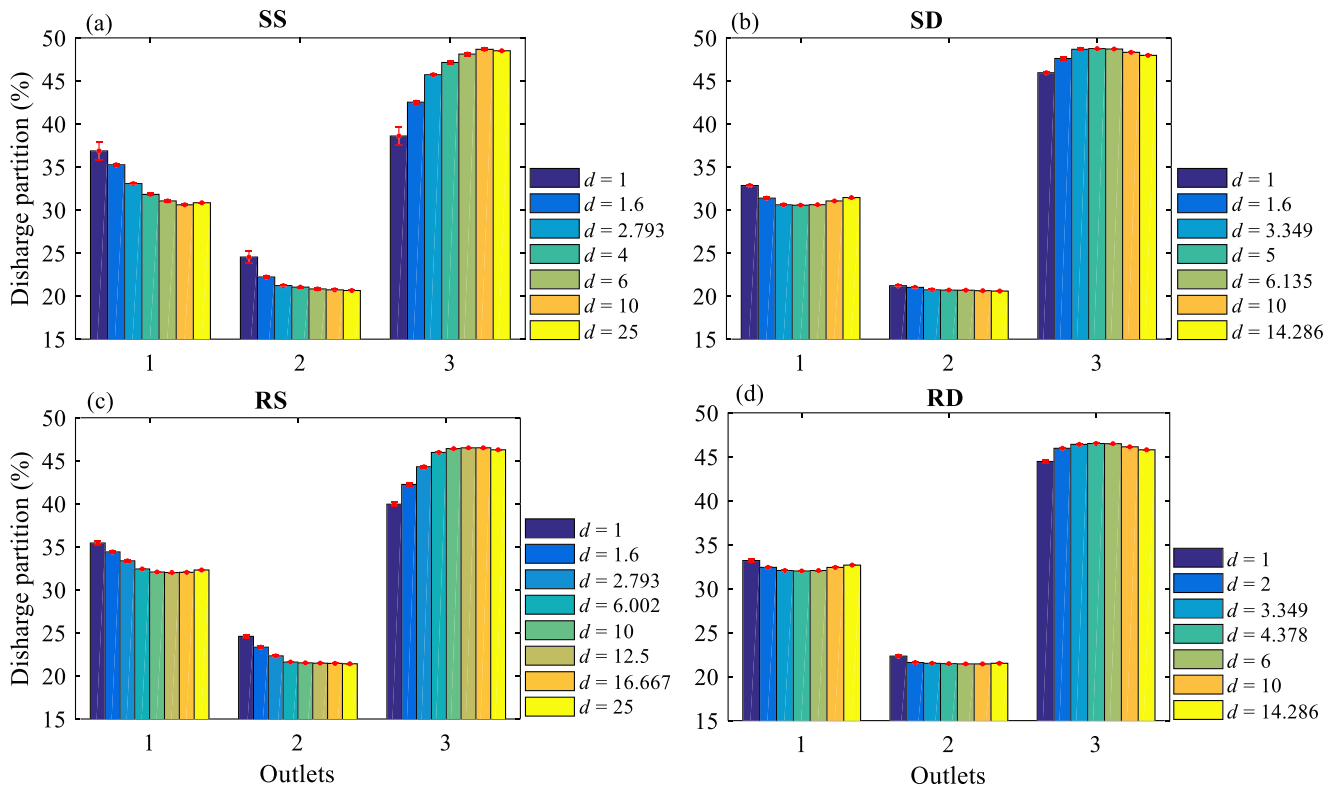 (a) SS
Disharge partition (%)
50
45
40
35
30
25
20
15
1 2 3
d = 1
d = 1.6
d = 2.793
d = 4
d = 6
d = 10
d = 25
(b) SD
50
45
40
35
30
25
20
15
1 2 3
d = 1
d = 1.6
d = 3.349
d = 5
d = 6.135
d = 10
d = 14.286
(c) RS
Disharge partition (%)
50
45
40
35
30
25
20
15
1 2 3
Outlets
d = 1
d = 1.6
d = 2.793
d = 6.002
d = 10
d = 12.5
d = 16.667
d = 25
RD (d)
50
45
40
35
30
25
20
15
1 2 3
Outlets
d = 1
d = 2
d = 3.349
d = 4.378
d = 6
d = 10
d = 14.286